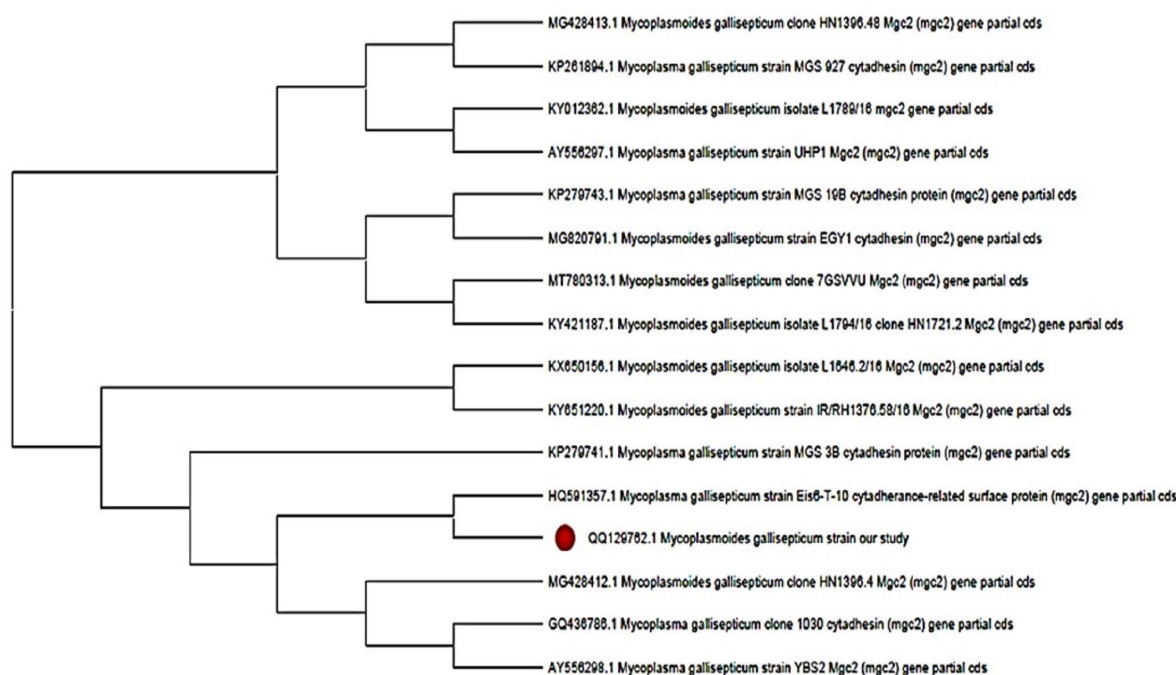 MG428413.1 Mycoplasmoides gallisepticum clone HN1396.48 Mgc2 (mgc2) gene partial cds
KP261894.1 Mycoplasma gallisepticum strain MGS 927 cytadhesin (mgc2) gene partial cds
KY012362.1 Mycoplasmoides gallisepticum isolate L1789/16 mgc2 gene partial cds
AY556297.1 Mycoplasma gallisepticum strain UHP1 Mgc2 (mgc2) gene partial cds
KP279743.1 Mycoplasma gallisepticum strain MGS 19B cytadhesin protein (mgc2) gene partial cds
MG820791.1 Mycoplasmoides gallisepticum strain EGY1 cytadhesin (mgc2) gene partial cds
MT780313.1 Mycoplasmoides gallisepticum clone 7GSVVU Mgc2 (mgc2) gene partial cds
KY421187.1 Mycoplasmoides gallisepticum isolate L1794/16 clone HN1721.2 Mgc2 (mgc2) gene partial cds
KX650156.1 Mycoplasmoides gallisepticum isolate L1646.2/16 Mgc2 (mgc2) gene partial cds
KY651220.1 Mycoplasmoides gallisepticum strain IR/RH1376.58/16 Mgc2 (mgc2) gene partial cds
KP279741.1 Mycoplasma gallisepticum strain MGS 3B cytadhesin protein (mgc2) gene partial cds
HQ591357.1 Mycoplasma gallisepticum strain Eis6-T-10 cytadherance-related surface protein (mgc2) gene partial cds
QQ129762.1 Mycoplasmoides gallisepticum strain our study
MG428412.1 Mycoplasmoides gallisepticum clone HN1396.4 Mgc2 (mgc2) gene partial cds
GQ436786.1 Mycoplasma gallisepticum clone 1030 cytadhesin (mgc2) gene partial cds
AY556298.1 Mycoplasma gallisepticum strain YBS2 Mgc2 (mgc2) gene partial cds